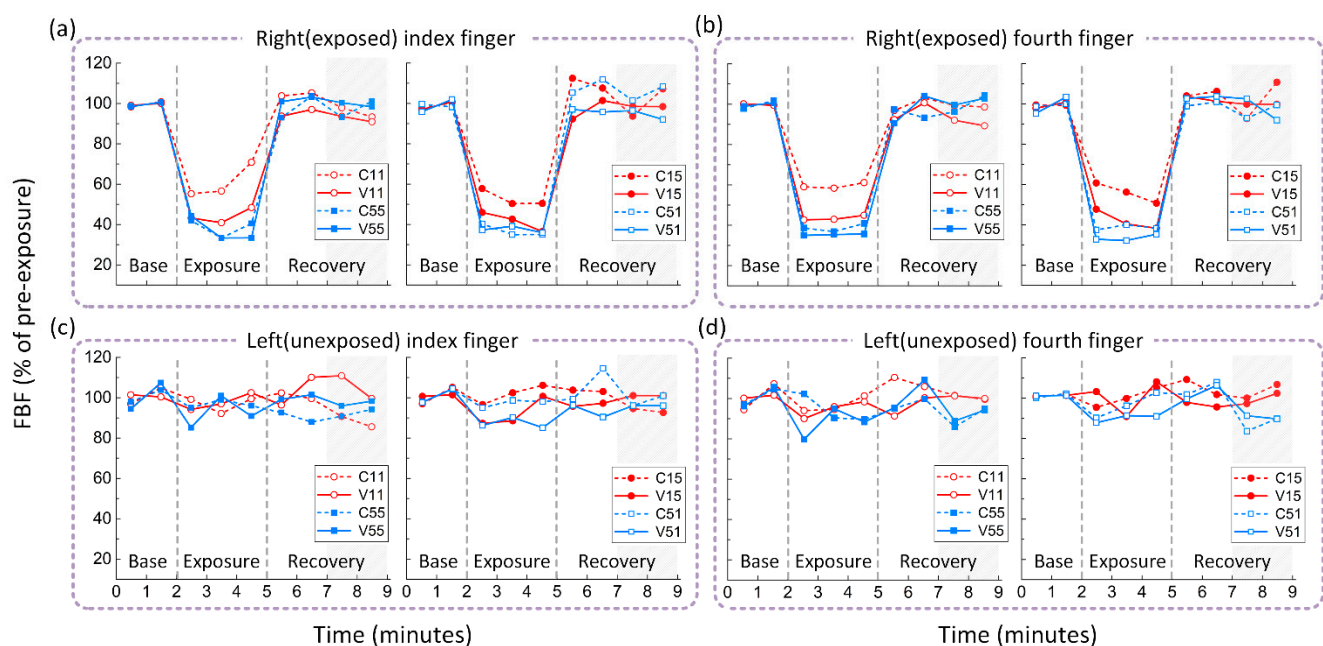 (a) Right(exposed) index finger
(b) Right(exposed) fourth finger
FBF (% of pre-exposure)
120
100
80
60
40
20
C11
V11
C55
V55
C15
V15
C51
V51
C11
V11
C55
V55
C15
V15
C51
V51
Base Exposure Recovery Base Exposure Recovery
Base Exposure Recovery Base Exposure Recovery
(c) Left(unexposed) index finger
(d) Left(unexposed) fourth finger
120
100
80
60
40
20
C11
V11
C55
V55
C15
V15
C51
V51
C11
V11
C55
V55
C15
V15
C51
V51
Base Exposure Recovery Base Exposure Recovery
Base Exposure Recovery Base Exposure Recovery
0 1 2 3 4 5 6 7 8 9 0 1 2 3 4 5 6 7 8 9
0 1 2 3 4 5 6 7 8 9 0 1 2 3 4 5 6 7 8 9
Time (minutes)
Time (minutes)